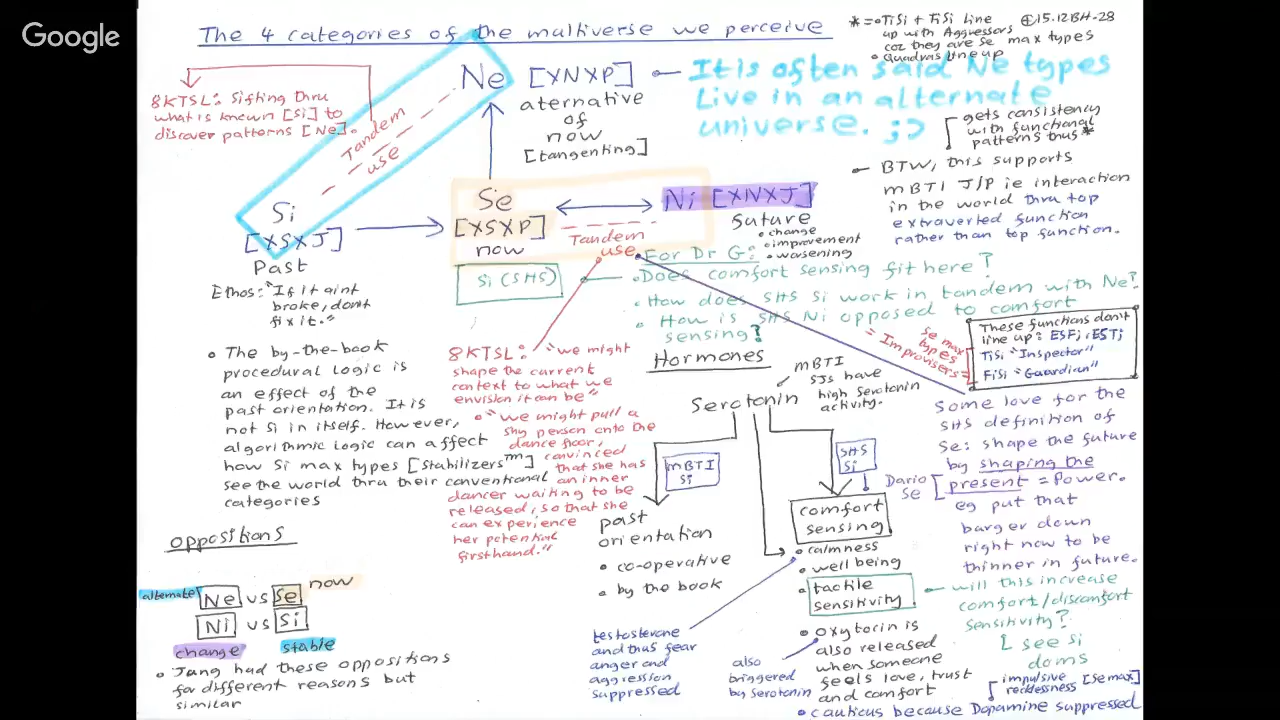 Google
The 4 categories of the multiverse we perceive
*=oTiSi + FiSi Line
up with Aggressors
coz they are Se max types
• Quadras line up
⊕15.12BH-28
8KTSL: Sifting thru
what is known [Si] to
discover patterns [Ne].
Tandem
use
Ne [XNXP]
aternative
of
now
[tangenting]
It is often said Ne types
Live in an alternate
universe. ;>
gets consistency
with functional
patterns thus *
BTW, this supports
MBTI J/P ie interaction
in the world thru top
extraverted function
rather than top function.
Si
[XSXJ]
Past
Ethos: "If it aint
broke, dont
fix it."
Se
[XSXP]
now
Tandem
use
Ni [XNXJ]
future
• change
• improvement
• worsening
Si (SHS)
For Dr G:
• Does comfort sensing fit here?
• How does SHS Si work in tandem with Ne?
• How is SHS Ni opposed to comfort
sensing?
• The by-the-book
procedural logic is
an effect of the
past orientation. It is
not Si in itself. However,
algorithmic logic can affect
how Si max types [stabilizers™]
see the world thru their conventional
categories
8KTSL: "we might
shape the current
context to what we
envision it can be"
• "we might pull a
shy person onto the
dance floor,
convinced
that she has
an inner
dancer waiting to be
released, so that she
can experience
her potential
firsthand."
Hormones
Serotonin
MBTI
SJs have
high Serotonin
activity.
MBTI
Si
SHS
Si
past
orientation
• co-operative
• by the book
comfort
sensing
• calmness
• well being
• tactile
sensitivity
• oxytocin is
also released
when someone
feels love, trust
and comfort
• cauticus because Dopamine suppressed
impulsive
recklessness [Se max]
Se max
types
= Improvisers =
These functions don't
line up: ESFj, ESTj
TiSi "Inspector"
FiSi "Guardian"
Some love for the
SHS definition of
Se: shape the future
by shaping the
present = Power.
Dario
Se
eg put that
barger down
right now to be
thinner in future.
will this increase
comfort/discomfort
sensitivity?
I see Si
doms
testosterone
and thus fear
anger and
aggression
suppressed
also
triggered
by serotonin
Oppositions
alternate Ne vs Se now
Ni vs Si
change stable
• Jang had these oppositions
for different reasons but
similar